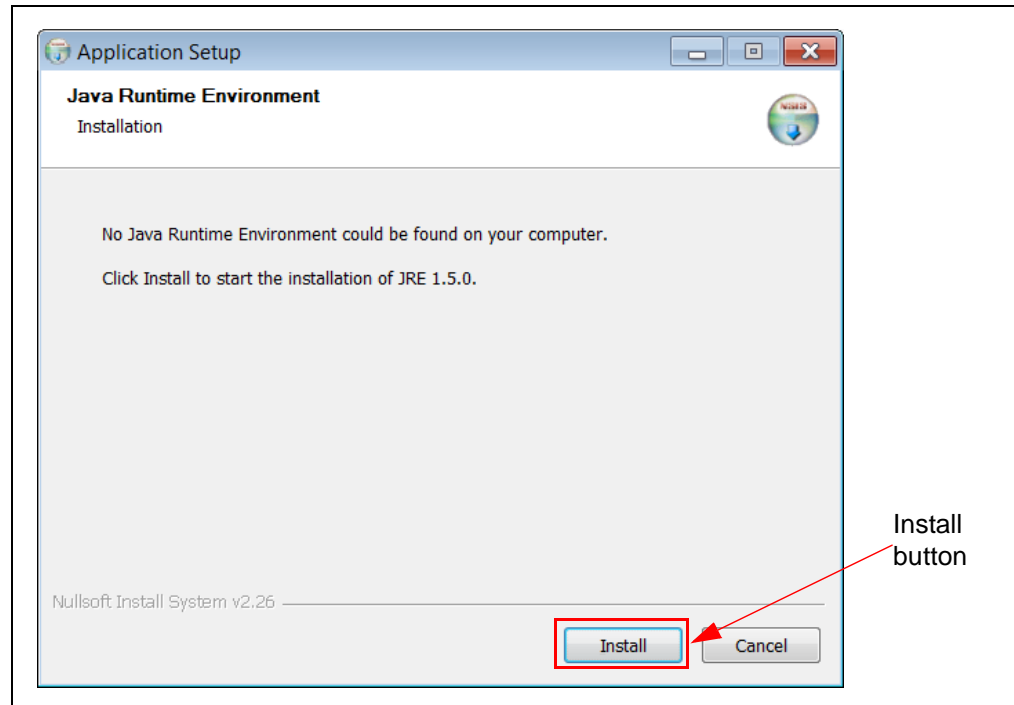 Application Setup
Java Runtime Environment
Installation
No Java Runtime Environment could be found on your computer.
Click Install to start the installation of JRE 1.5.0.
Install
button
Nullsoft Install System v2.26
Install
Cancel